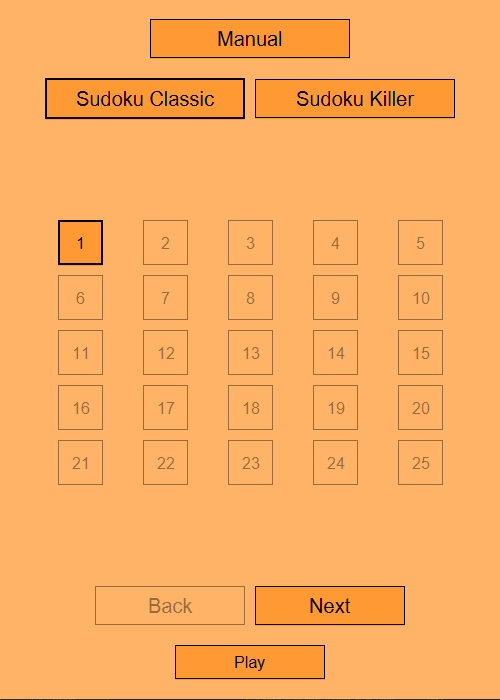 Manual
Sudoku Classic Sudoku Killer
1 2 3 4 5
6 7 8 9 10
11 12 13 14 15
16 17 18 19 20
21 22 23 24 25
Back Next
Play